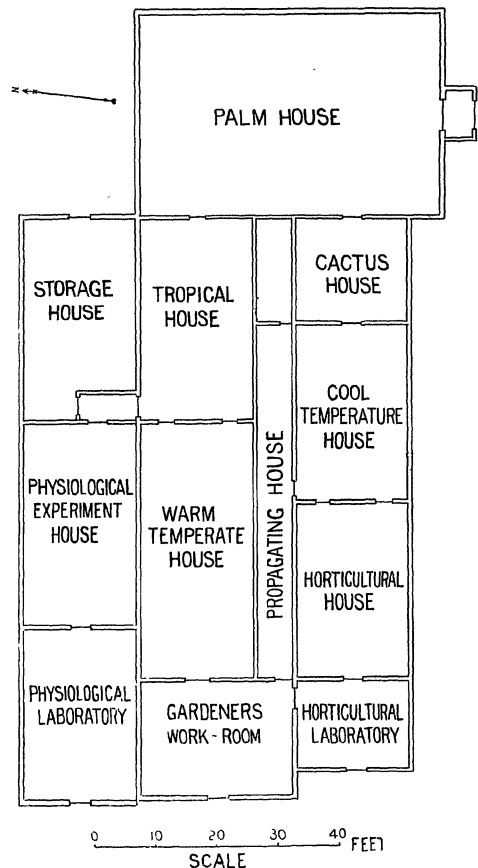 N
PALM HOUSE
STORAGE
HOUSE
TROPICAL
HOUSE
CACTUS
HOUSE
COOL
TEMPERATURE
HOUSE
PHYSIOLOGICAL
EXPERIMENT
HOUSE
WARM
TEMPERATE
HOUSE
PROPAGATING HOUSE
HORTICULTURAL
HOUSE
PHYSIOLOGICAL
LABORATORY
GARDENERS
WORK-ROOM
HORTICULTURAL
LABORATORY
0 10 20 30 40 FEET
SCALE